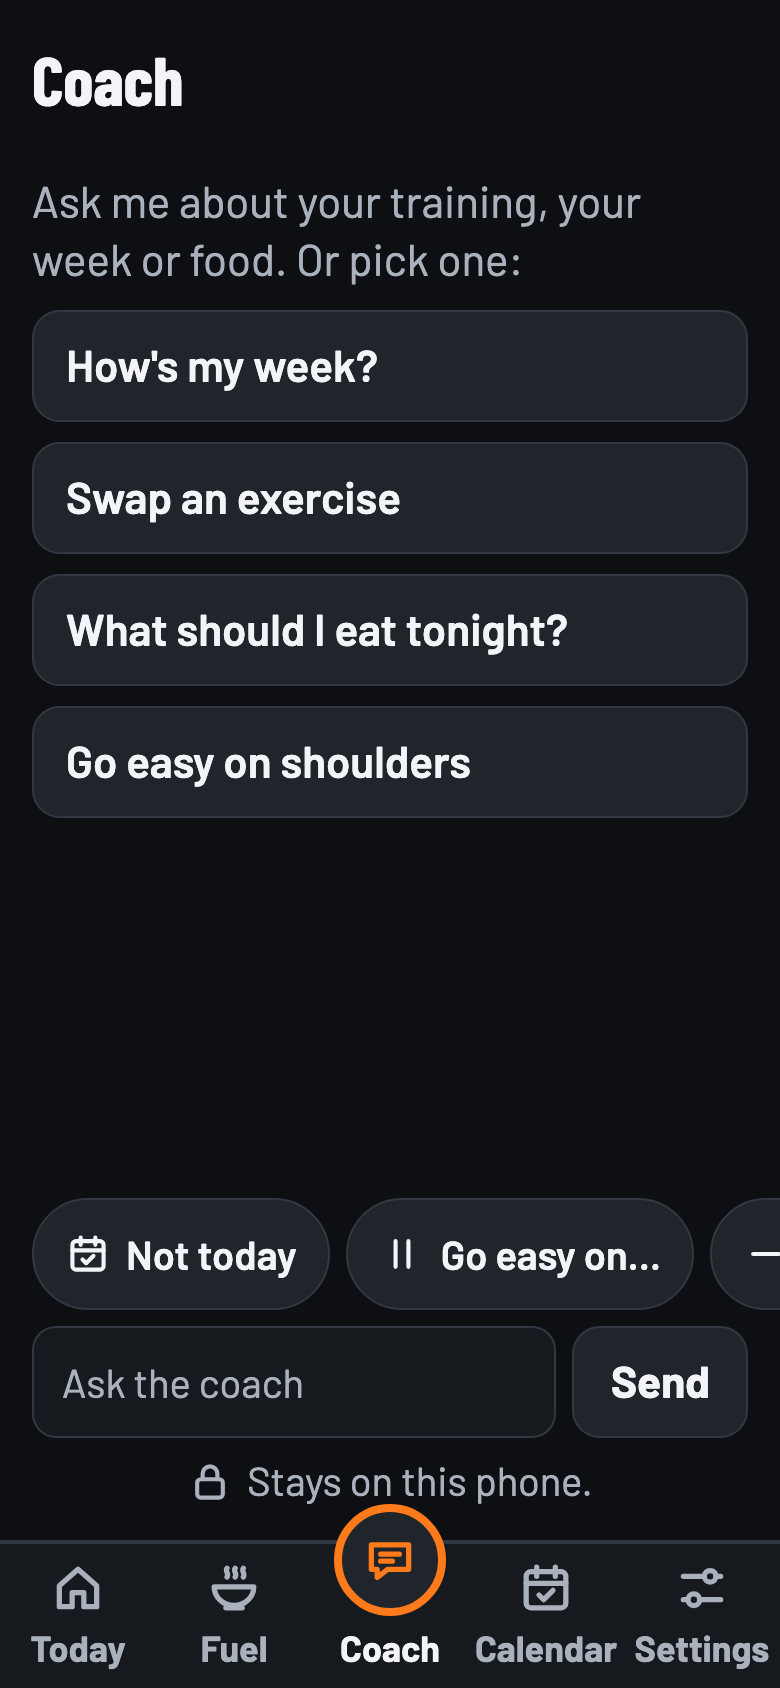 Coach
Ask me about your training, your
week or food. Or pick one:
How's my week?
Swap an exercise
What should I eat tonight?
Go easy on shoulders
Not today
Go easy on...
Ask the coach
Send
Stays on this phone.
Today
Fuel
Coach
Calendar
Settings